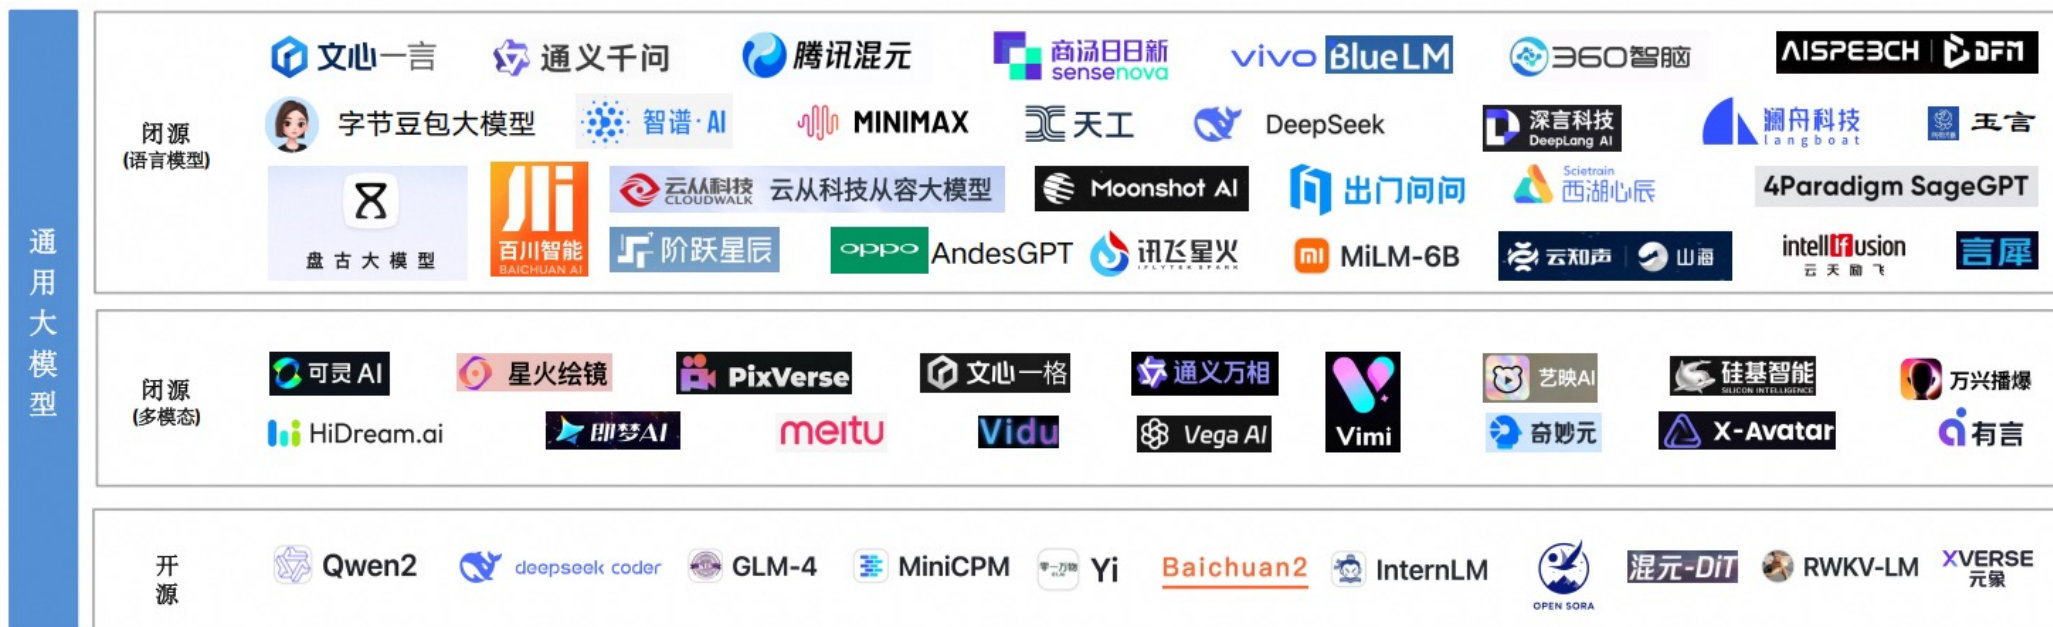 通用大模型
闭源
(语言模型)
文心一言
通义千问
腾讯混元
商汤日日新
sensenova
vivo BlueLM
360智脑
AISPEECH | DFM
字节豆包大模型
智谱·AI
MINIMAX
天工
DeepSeek
深言科技
DeepLang AI
澜舟科技
langboat
玉言
盘古大模型
百川智能
BAICHUAN AI
云从科技
CLOUDWALK
云从科技从容大模型
Moonshot AI
出门问问
Scietrain
西湖心辰
4Paradigm SageGPT
阶跃星辰
oppo AndesGPT
讯飞星火
IFLYTEK SPARK
MiLM-6B
云知声 | 山海
intellifusion
云天励飞
言犀
闭源
(多模态)
可灵 AI
星火绘镜
PixVerse
文心一格
通义万相
Vimi
艺映AI
硅基智能
SILICON INTELLIGENCE
万兴播爆
HiDream.ai
即梦AI
meitu
Vidu
Vega AI
奇妙元
X-Avatar
有言
开源
Qwen2
deepseek coder
GLM-4
MiniCPM
零一万物
Yi
Baichuan2
InternLM
OPEN SORA
混元-DiT
RWKV-LM
XVERSE
元象